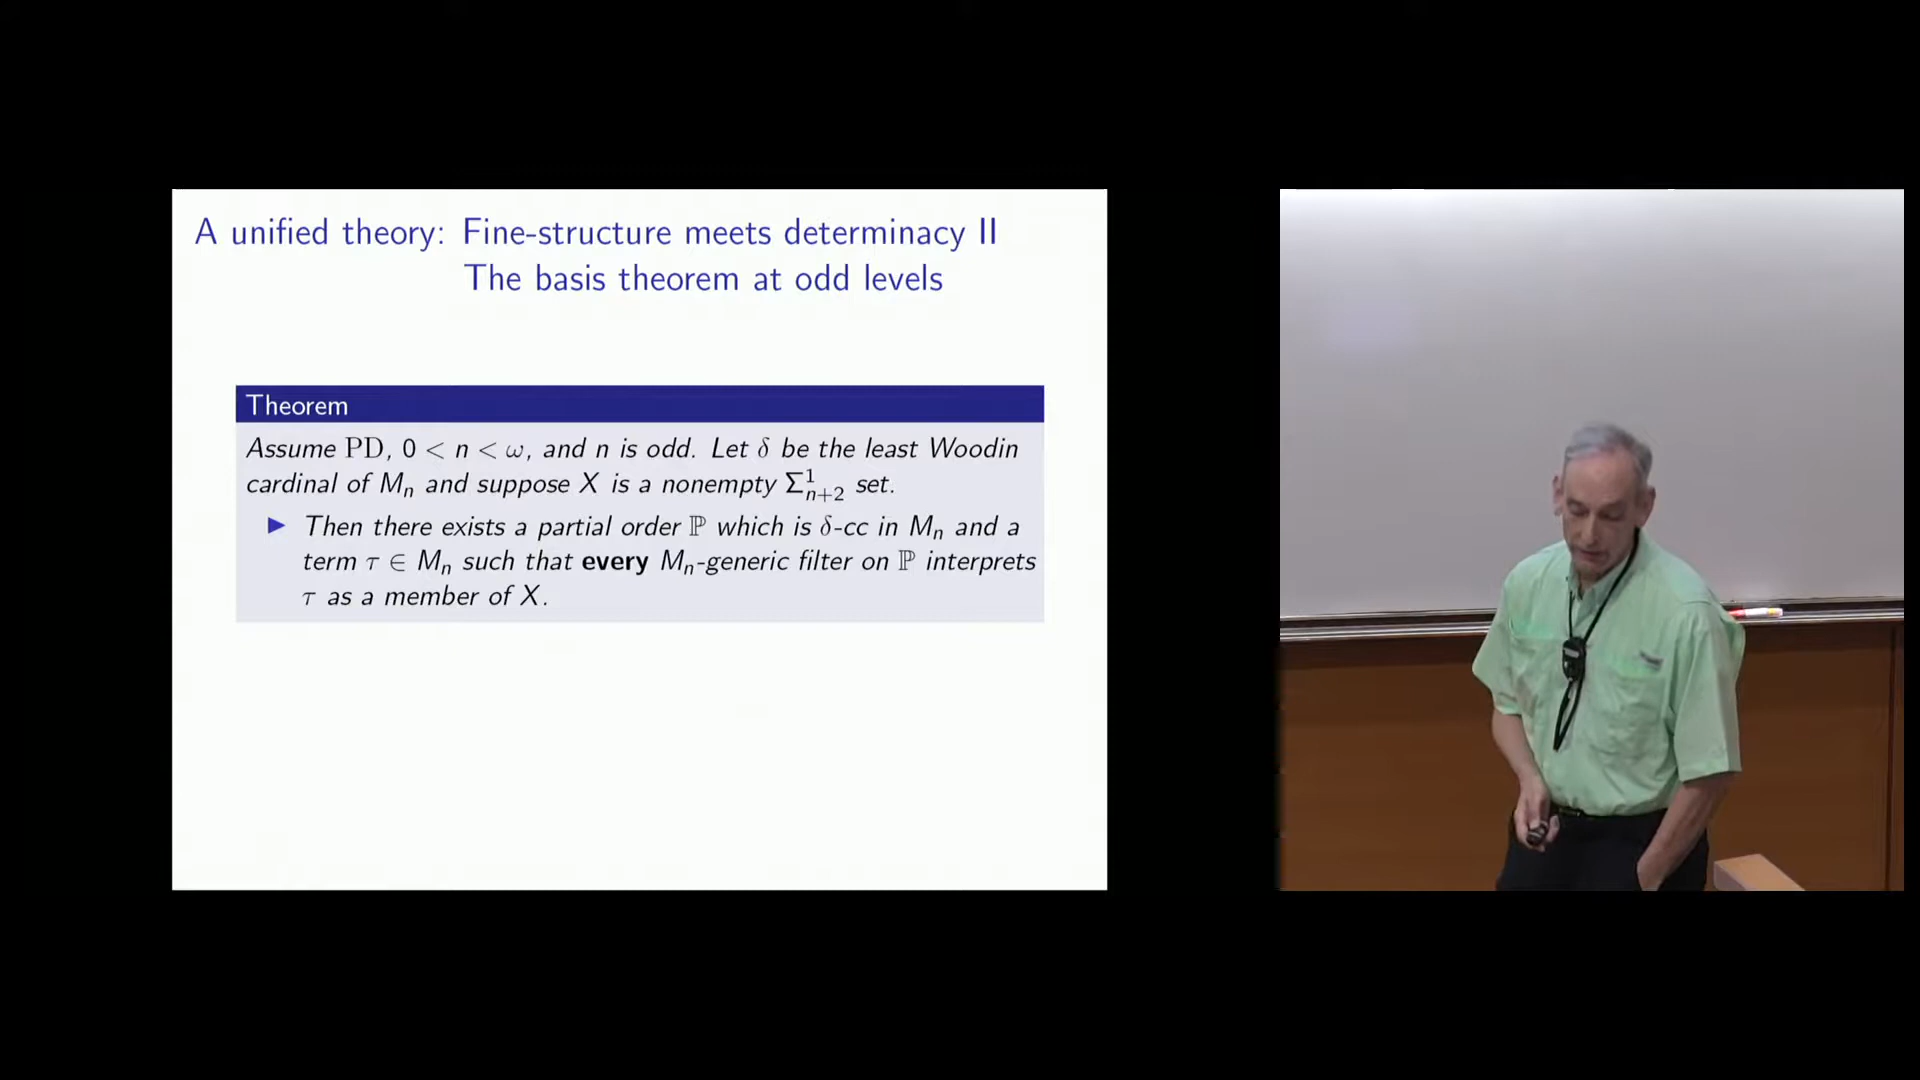 A unified theory: Fine-structure meets determinacy II
The basis theorem at odd levels
Theorem
Assume PD, 0 < n < ω, and n is odd. Let δ be the least Woodin
cardinal of Mₙ and suppose X is a nonempty Σ¹ₙ₊₂ set.
▶ Then there exists a partial order ℙ which is δ-cc in Mₙ and a
term τ ∈ Mₙ such that every Mₙ-generic filter on ℙ interprets
τ as a member of X.